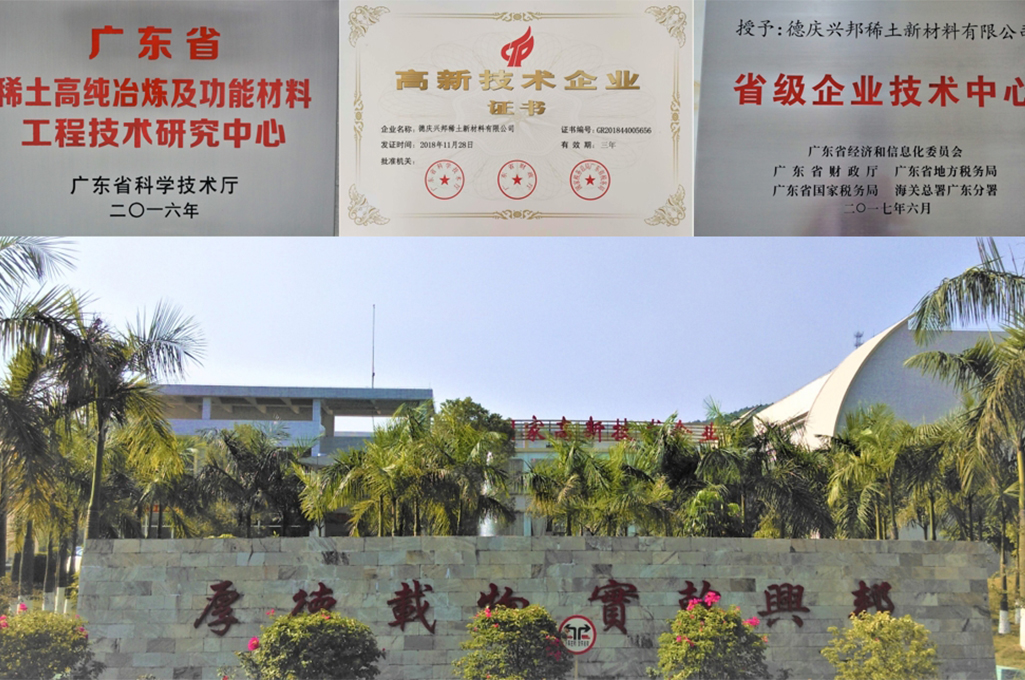 广东省
稀土高纯冶炼及功能材料
工程技术研究中心
广东省科学技术厅
二〇一六年
高新技术企业
证书
企业名称：德庆兴邦稀土新材料有限公司
证书编号：GR201844005656
发证时间：2018年11月28日
有效期：三年
批准机关：
授予：德庆兴邦稀土新材料有限公司
省级企业技术中心
广东省经济和信息化委员会
广东省财政厅 广东省地方税务局
广东省国家税务局 海关总署广东分署
二〇一七年六月
家高新技术企业
厚德載物實幹興邦